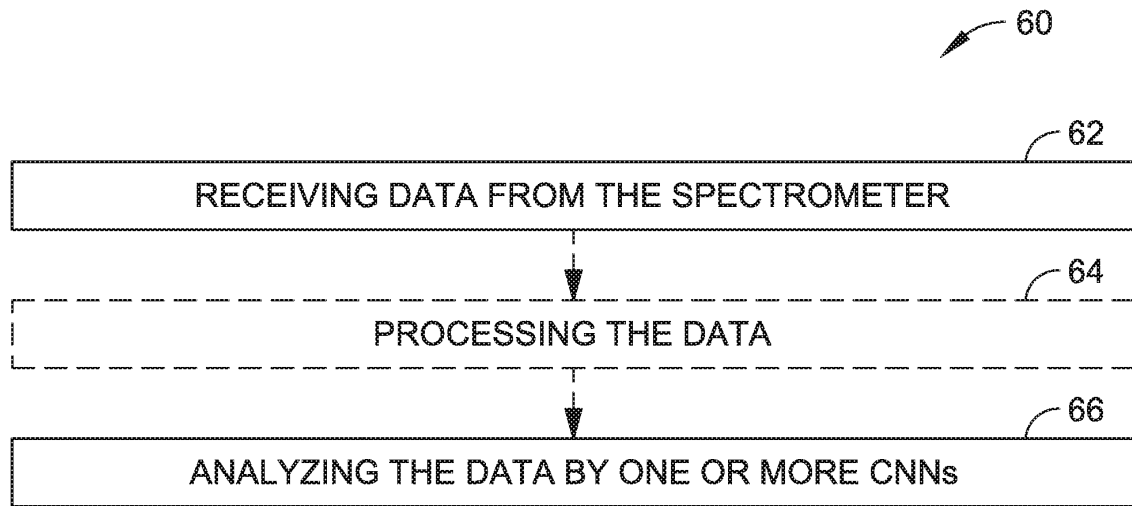 60
62
RECEIVING DATA FROM THE SPECTROMETER
64
PROCESSING THE DATA
66
ANALYZING THE DATA BY ONE OR MORE CNNs